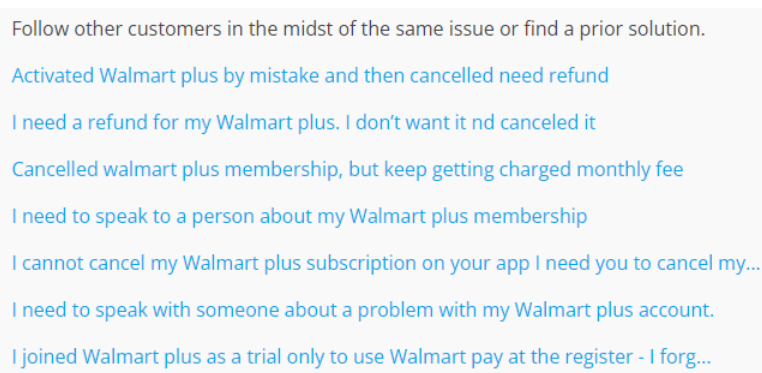 Follow other customers in the midst of the same issue or find a prior solution.
Activated Walmart plus by mistake and then cancelled need refund
I need a refund for my Walmart plus. I don’t want it nd canceled it
Cancelled walmart plus membership, but keep getting charged monthly fee
I need to speak to a person about my Walmart plus membership
I cannot cancel my Walmart plus subscription on your app I need you to cancel my...
I need to speak with someone about a problem with my Walmart plus account.
I joined Walmart plus as a trial only to use Walmart pay at the register - I forg...